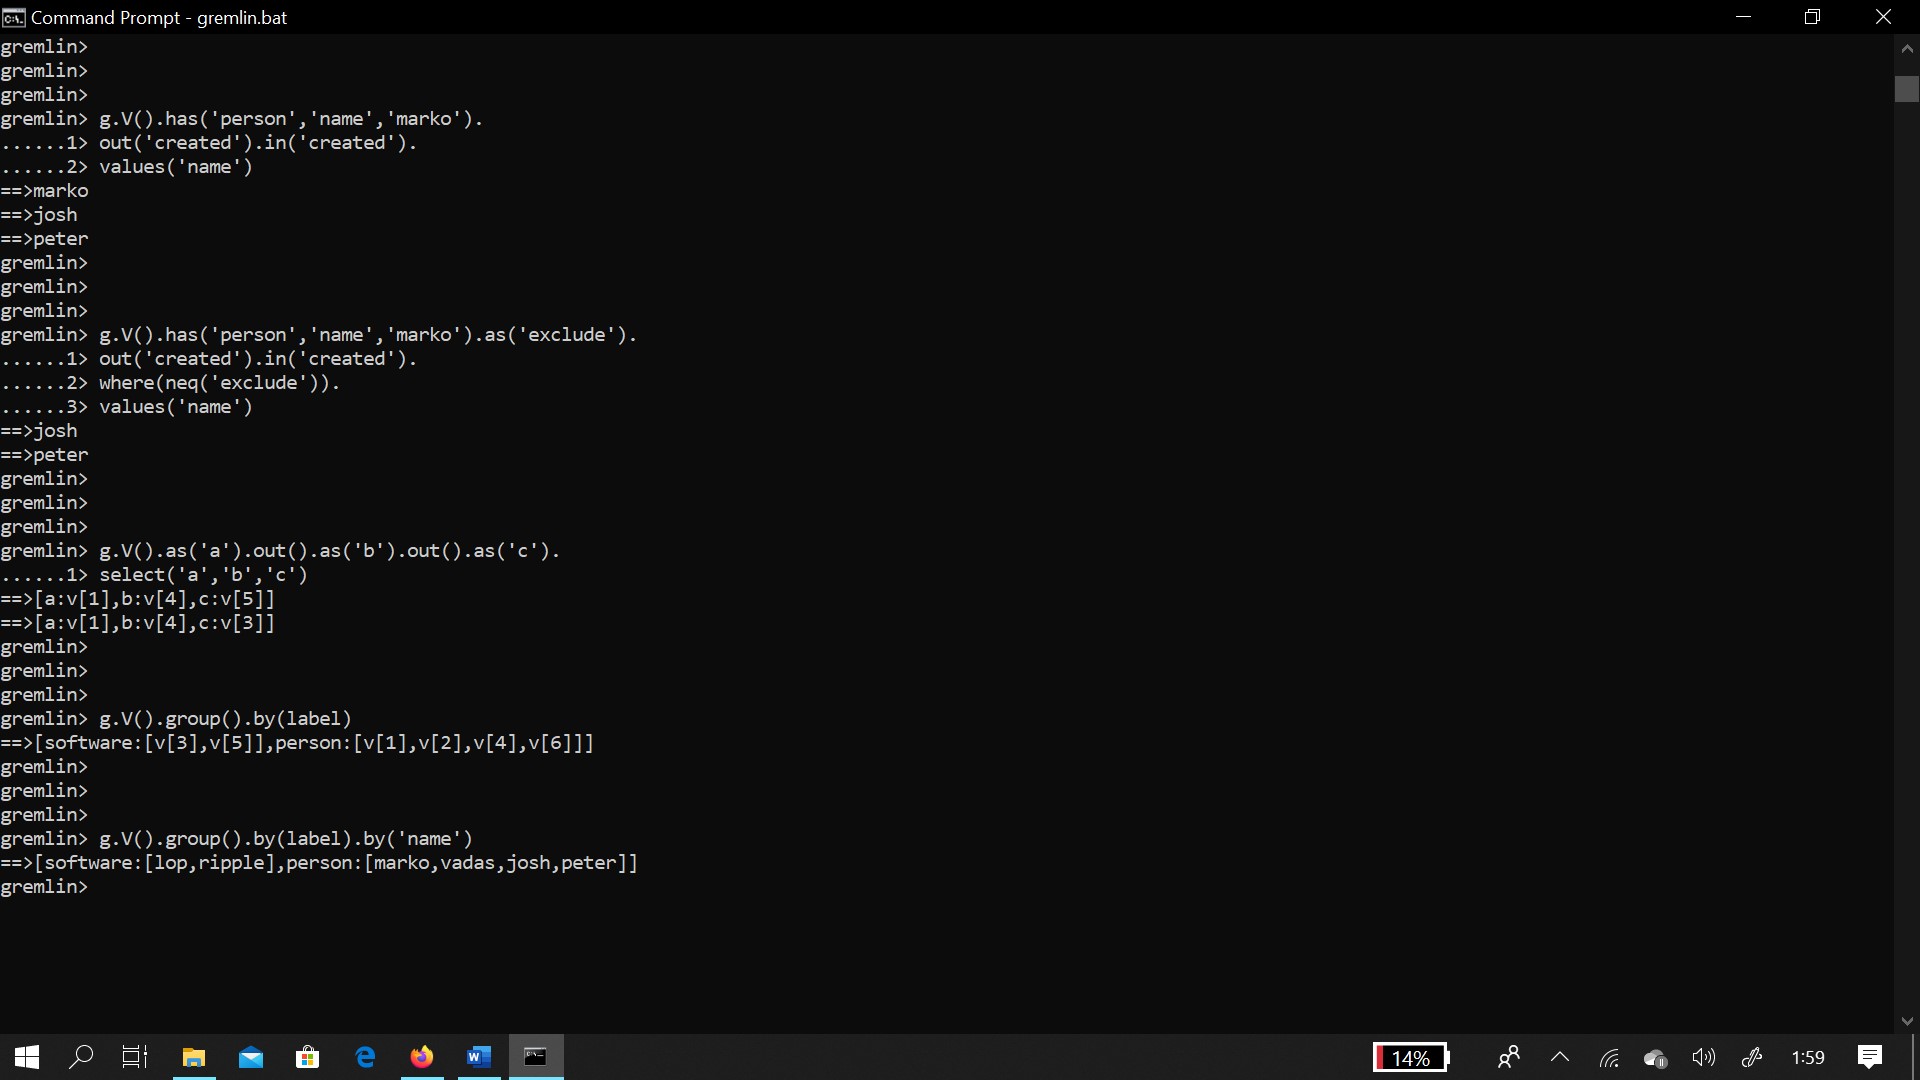 Command Prompt - gremlin.bat
gremlin>
gremlin>
gremlin>
gremlin> g.V().has('person','name','marko').
......1> out('created').in('created').
......2> values('name')
==>marko
==>josh
==>peter
gremlin>
gremlin>
gremlin>
gremlin> g.V().has('person','name','marko').as('exclude').
......1> out('created').in('created').
......2> where(neq('exclude')).
......3> values('name')
==>josh
==>peter
gremlin>
gremlin>
gremlin>
gremlin> g.V().as('a').out().as('b').out().as('c').
......1> select('a','b','c')
==>[a:v[1],b:v[4],c:v[5]]
==>[a:v[1],b:v[4],c:v[3]]
gremlin>
gremlin>
gremlin>
gremlin> g.V().group().by(label)
==>[software:[v[3],v[5]],person:[v[1],v[2],v[4],v[6]]]
gremlin>
gremlin>
gremlin>
gremlin> g.V().group().by(label).by('name')
==>[software:[lop,ripple],person:[marko,vadas,josh,peter]]
gremlin>
14% 1:59